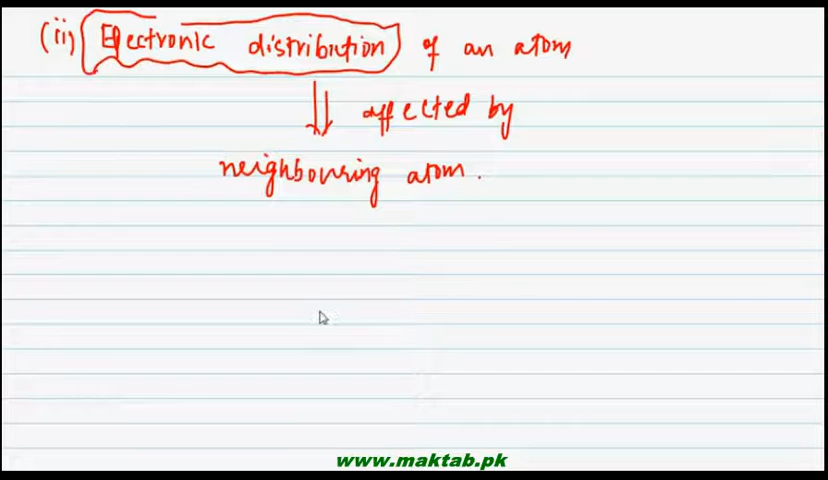 (ii) Electronic distribution of an atom
affected by
neighbouring atom.
www.maktab.pk